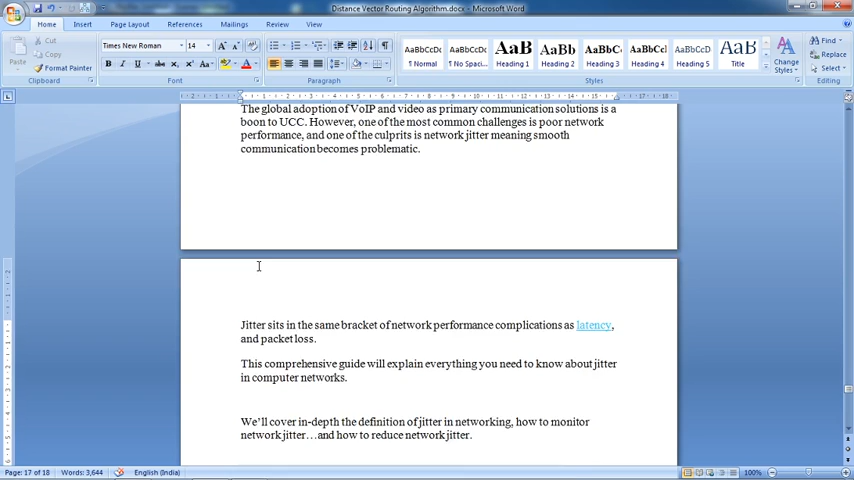 Distance Vector Routing Algorithm.docx - Microsoft Word
Home Insert Page Layout References Mailings Review View
Cut
Copy
Format Painter
Paste
Times New Roman 14
AaBbCcDc AaBbCcDc AaBbC AaBbC AaBbCc AaBbC AaBbCcI AaB
¶ Normal ¶ No Spaci... Heading 1 Heading 2 Heading 3 Heading 4 Heading 5 Title
Change Styles
Find
Replace
Select
Clipboard Font Paragraph Styles Editing
The global adoption of VoIP and video as primary communication solutions is a
boon to UCC. However, one of the most common challenges is poor network
performance, and one of the culprits is network jitter meaning smooth
communication becomes problematic.
Jitter sits in the same bracket of network performance complications as latency,
and packet loss.
This comprehensive guide will explain everything you need to know about jitter
in computer networks.
We'll cover in-depth the definition of jitter in networking, how to monitor
network jitter…and how to reduce network jitter.
Page: 17 of 18 Words: 3,644 English (India) 100%